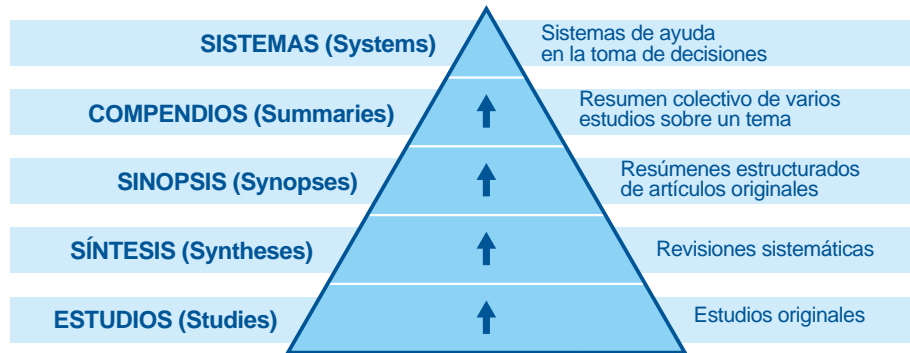 SISTEMAS (Systems)
Sistemas de ayuda
en la toma de decisiones
COMPENDIOS (Summaries)
Resumen colectivo de varios
estudios sobre un tema
SINOPSIS (Synopses)
Resúmenes estructurados
de artículos originales
SÍNTESIS (Syntheses)
Revisiones sistemáticas
ESTUDIOS (Studies)
Estudios originales